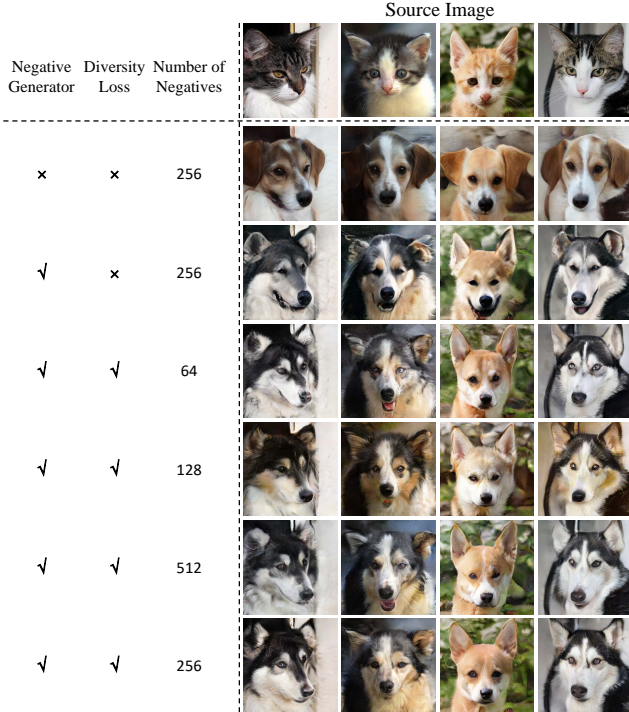 Source Image
Negative Generator Diversity Loss Number of Negatives
× × 256
√ × 256
√ √ 64
√ √ 128
√ √ 512
√ √ 256